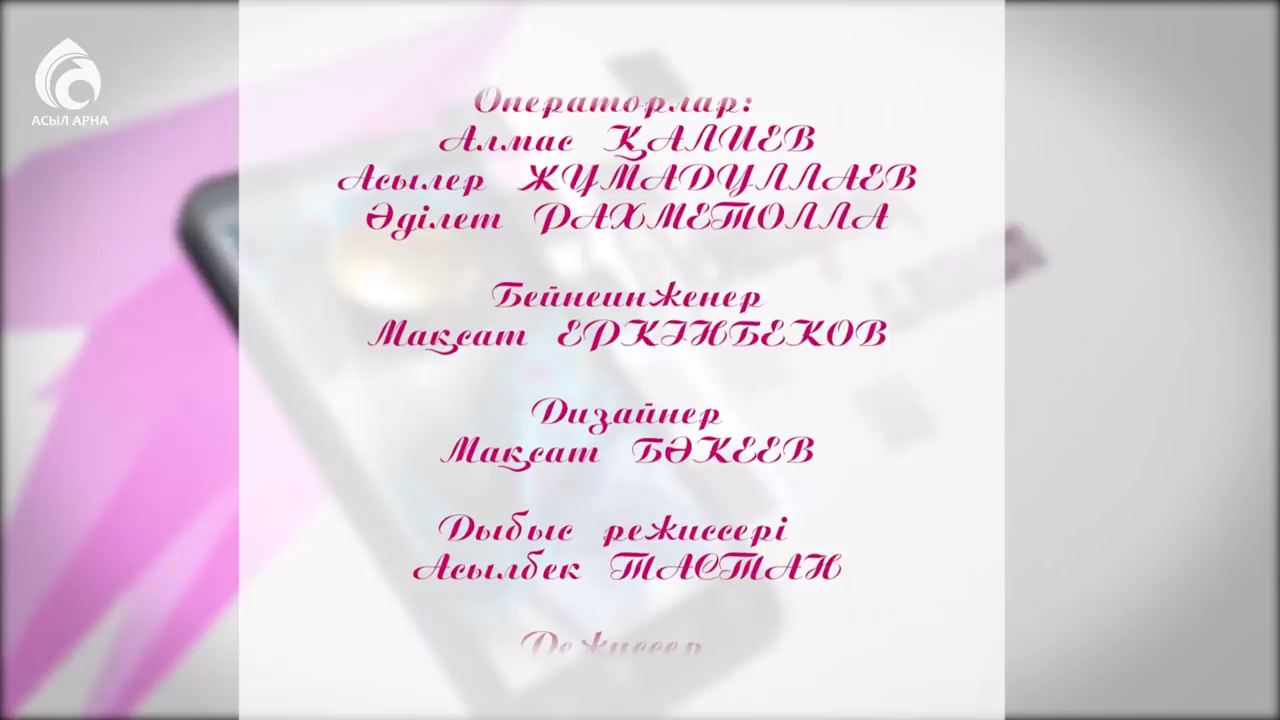 АСЫЛ АРНА
Операторлар:
Алмас ҚАЛИЕВ
Асылер ЖУМАДУЛЛАЕВ
Әділет РАХМЕТОЛЛА
Бейнеинженер
Мақсат ЕРКІНБЕКОВ
Дизайнер
Мақсат БӘКЕЕВ
Дыбыс режиссері
Асылбек ТАСТАН
Режиссер